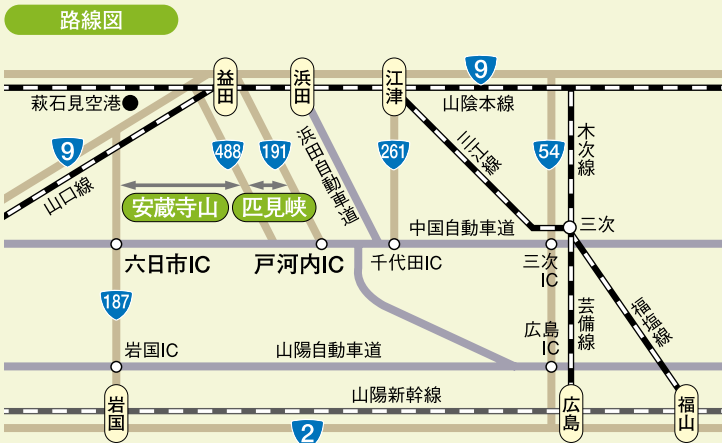 路線図
益田
浜田
江津
9
萩石見空港
山陰本線
9
山口線
488
191
浜田自動車道
261
三江線
54
木次線
安蔵寺山
匹見峡
中国自動車道
三次
六日市IC
戸河内IC
千代田IC
三次
IC
187
岩国IC
山陽自動車道
広島
IC
芸備線
福塩線
山陽新幹線
岩国
広島
福山
2